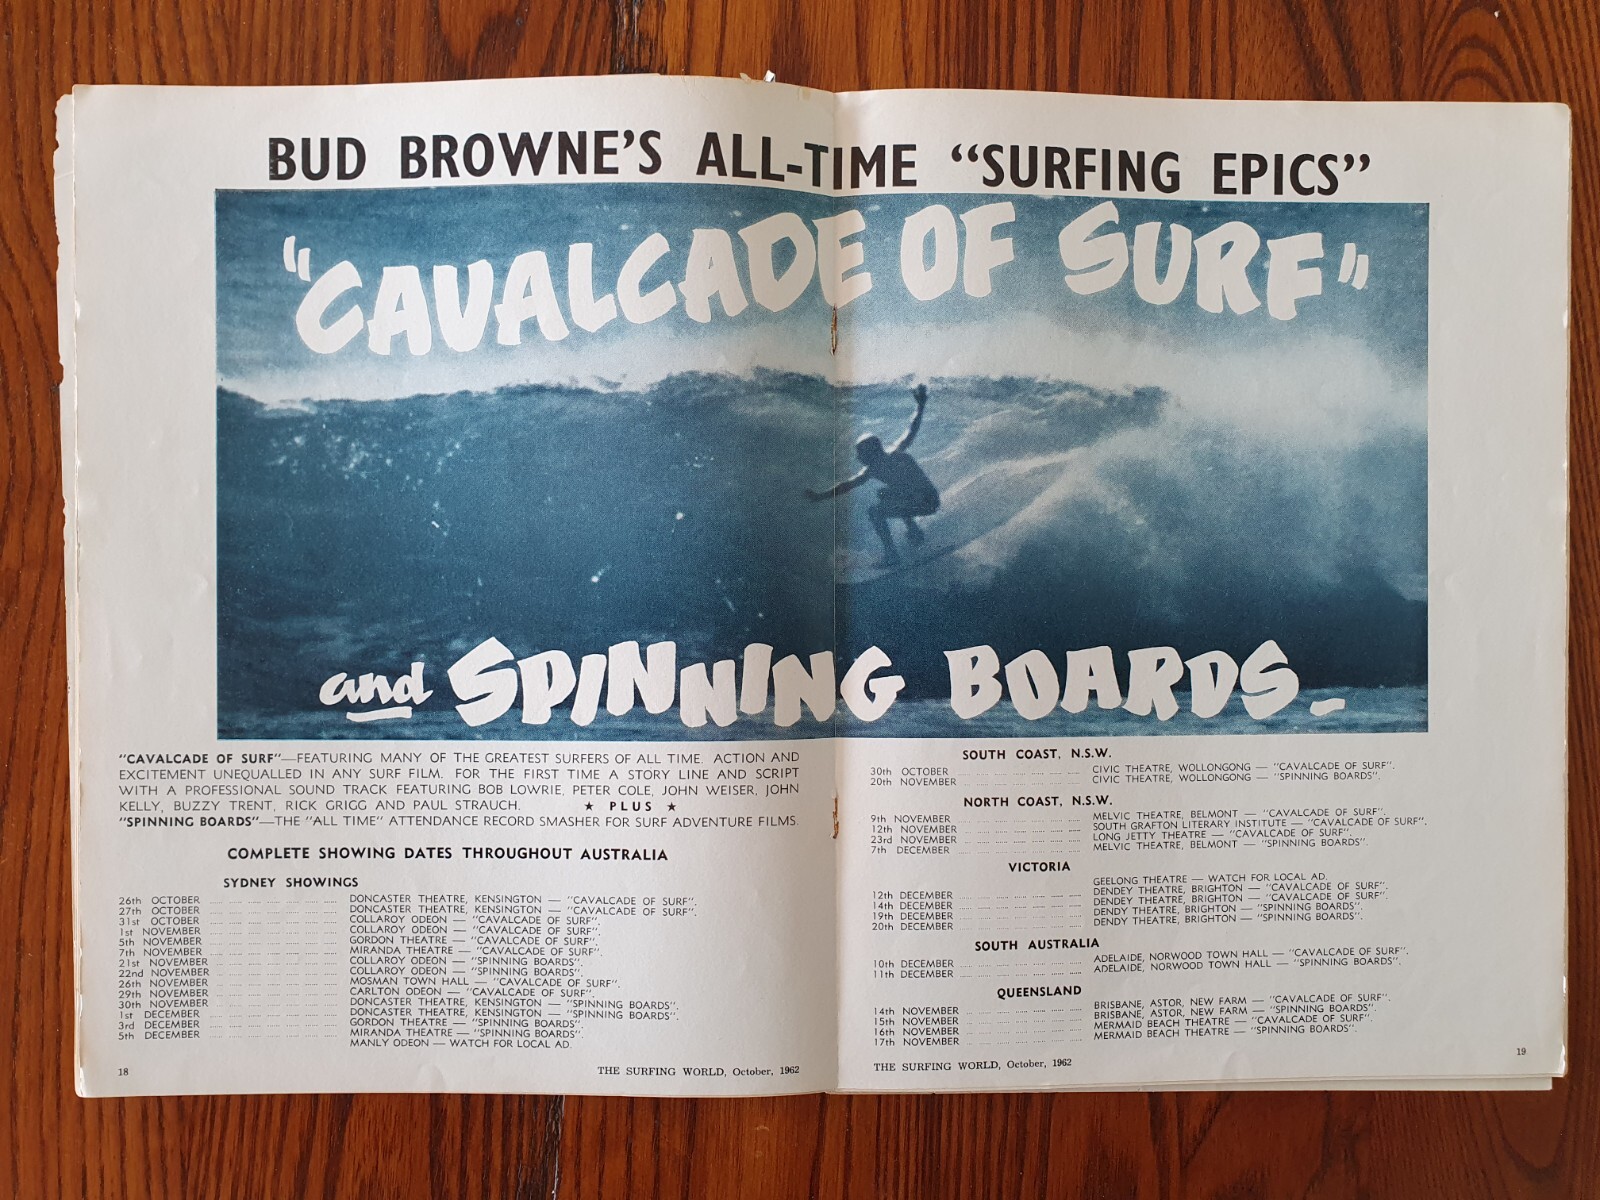 BUD BROWNE'S ALL-TIME "SURFING EPICS"
"CAVALCADE OF SURF"
and SPINNING BOARDS -
"CAVALCADE OF SURF"—FEATURING MANY OF THE GREATEST SURFERS OF ALL TIME. ACTION AND
EXCITEMENT UNEQUALLED IN ANY SURF FILM. FOR THE FIRST TIME A STORY LINE AND SCRIPT
WITH A PROFESSIONAL SOUND TRACK FEATURING BOB LOWRIE, PETER COLE, JOHN WEISER, JOHN
KELLY, BUZZY TRENT, RICK GRIGG AND PAUL STRAUCH. ★ PLUS ★
"SPINNING BOARDS"—THE "ALL TIME" ATTENDANCE RECORD SMASHER FOR SURF ADVENTURE FILMS.
COMPLETE SHOWING DATES THROUGHOUT AUSTRALIA
SYDNEY SHOWINGS
26th OCTOBER DONCASTER THEATRE, KENSINGTON — "CAVALCADE OF SURF".
27th OCTOBER DONCASTER THEATRE, KENSINGTON — "CAVALCADE OF SURF".
31st OCTOBER COLLAROY ODEON — "CAVALCADE OF SURF".
1st NOVEMBER COLLAROY ODEON — "CAVALCADE OF SURF".
5th NOVEMBER GORDON THEATRE — "CAVALCADE OF SURF".
7th NOVEMBER MIRANDA THEATRE — "CAVALCADE OF SURF".
21st NOVEMBER COLLAROY ODEON — "SPINNING BOARDS".
22nd NOVEMBER COLLAROY ODEON — "SPINNING BOARDS".
26th NOVEMBER MOSMAN TOWN HALL — "CAVALCADE OF SURF".
29th NOVEMBER CARLTON ODEON — "CAVALCADE OF SURF".
30th NOVEMBER DONCASTER THEATRE, KENSINGTON — "SPINNING BOARDS".
1st DECEMBER DONCASTER THEATRE, KENSINGTON — "SPINNING BOARDS".
3rd DECEMBER GORDON THEATRE — "SPINNING BOARDS".
5th DECEMBER MIRANDA THEATRE — "SPINNING BOARDS".
MANLY ODEON — WATCH FOR LOCAL AD.
18 THE SURFING WORLD, October, 1962
SOUTH COAST, N.S.W.
30th OCTOBER CIVIC THEATRE, WOLLONGONG — "CAVALCADE OF SURF".
20th NOVEMBER CIVIC THEATRE, WOLLONGONG — "SPINNING BOARDS".
NORTH COAST, N.S.W.
9th NOVEMBER MELVIC THEATRE, BELMONT — "CAVALCADE OF SURF".
12th NOVEMBER SOUTH GRAFTON LITERARY INSTITUTE — "CAVALCADE OF SURF".
23rd NOVEMBER LONG JETTY THEATRE — "CAVALCADE OF SURF".
7th DECEMBER MELVIC THEATRE, BELMONT — "SPINNING BOARDS".
VICTORIA
GEELONG THEATRE — WATCH FOR LOCAL AD.
12th DECEMBER DENDEY THEATRE, BRIGHTON — "CAVALCADE OF SURF".
14th DECEMBER DENDEY THEATRE, BRIGHTON — "CAVALCADE OF SURF".
19th DECEMBER DENDY THEATRE, BRIGHTON — "SPINNING BOARDS".
20th DECEMBER DENDY THEATRE, BRIGHTON — "SPINNING BOARDS".
SOUTH AUSTRALIA
10th DECEMBER ADELAIDE, NORWOOD TOWN HALL — "CAVALCADE OF SURF".
11th DECEMBER ADELAIDE, NORWOOD TOWN HALL — "SPINNING BOARDS".
QUEENSLAND
14th NOVEMBER BRISBANE, ASTOR, NEW FARM — "CAVALCADE OF SURF".
15th NOVEMBER BRISBANE, ASTOR, NEW FARM — "SPINNING BOARDS".
16th NOVEMBER MERMAID BEACH THEATRE — "CAVALCADE OF SURF".
17th NOVEMBER MERMAID BEACH THEATRE — "SPINNING BOARDS".
THE SURFING WORLD, October, 1962 19